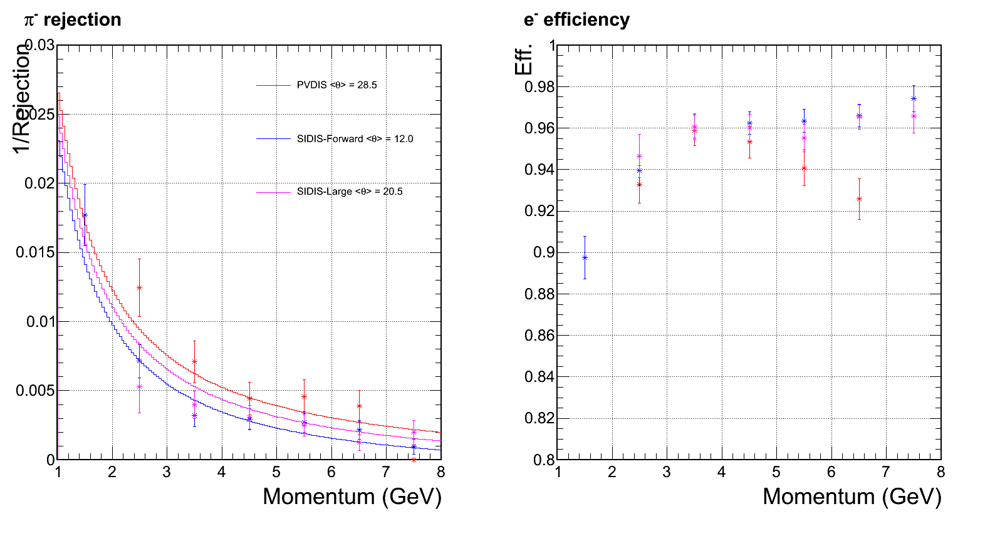 π⁻ rejection
1/Rejection
0.03
0.025
0.02
0.015
0.01
0.005
0
PVDIS <θ> = 28.5
SIDIS-Forward <θ> = 12.0
SIDIS-Large <θ> = 20.5
1 2 3 4 5 6 7 8
Momentum (GeV)
e⁻ efficiency
Eff.
1
0.98
0.96
0.94
0.92
0.9
0.88
0.86
0.84
0.82
0.8
1 2 3 4 5 6 7 8
Momentum (GeV)